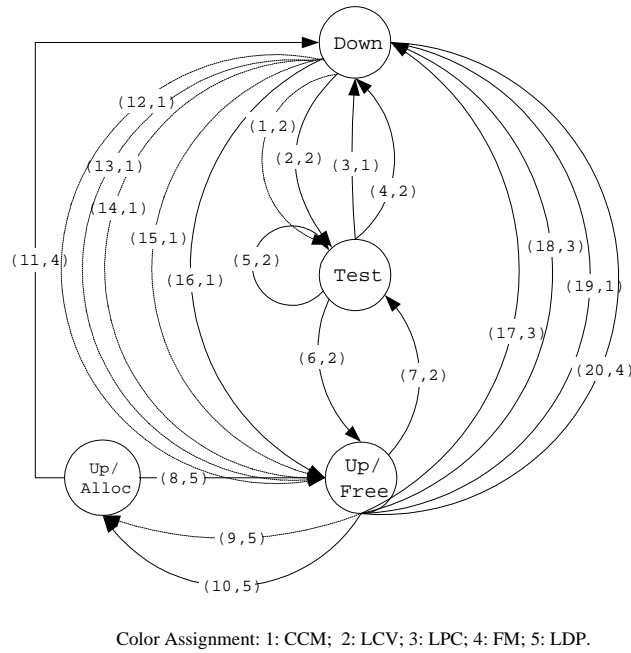 Down
(12,1)
(1,2)
(13,1)
(2,2)
(3,1)
(4,2)
(14,1)
(15,1)
(18,3)
(11,4)
(5,2)
Test
(16,1)
(19,1)
(17,3)
(6,2)
(7,2)
(20,4)
Up/
Alloc
(8,5)
Up/
Free
(9,5)
(10,5)
Color Assignment: 1: CCM; 2: LCV; 3: LPC; 4: FM; 5: LDP.